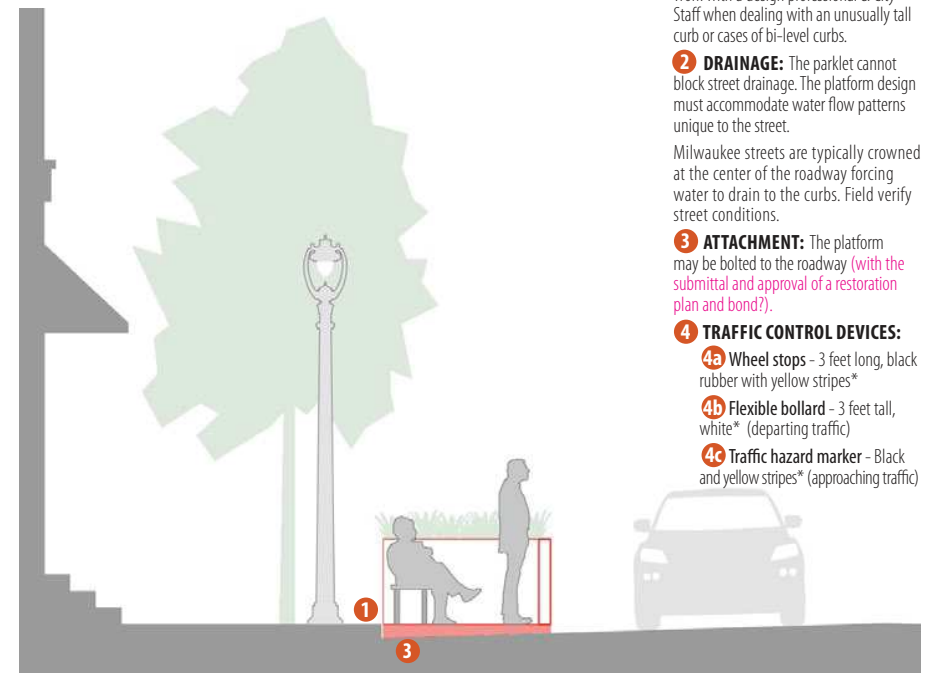 Staff when dealing with an unusually tall
curb or cases of bi-level curbs.
2 DRAINAGE: The parklet cannot
block street drainage. The platform design
must accommodate water flow patterns
unique to the street.
Milwaukee streets are typically crowned
at the center of the roadway forcing
water to drain to the curbs. Field verify
street conditions.
3 ATTACHMENT: The platform
may be bolted to the roadway (with the
submittal and approval of a restoration
plan and bond?).
4 TRAFFIC CONTROL DEVICES:
4a Wheel stops - 3 feet long, black
rubber with yellow stripes*
4b Flexible bollard - 3 feet tall,
white* (departing traffic)
4c Traffic hazard marker - Black
and yellow stripes* (approaching traffic)
1
3